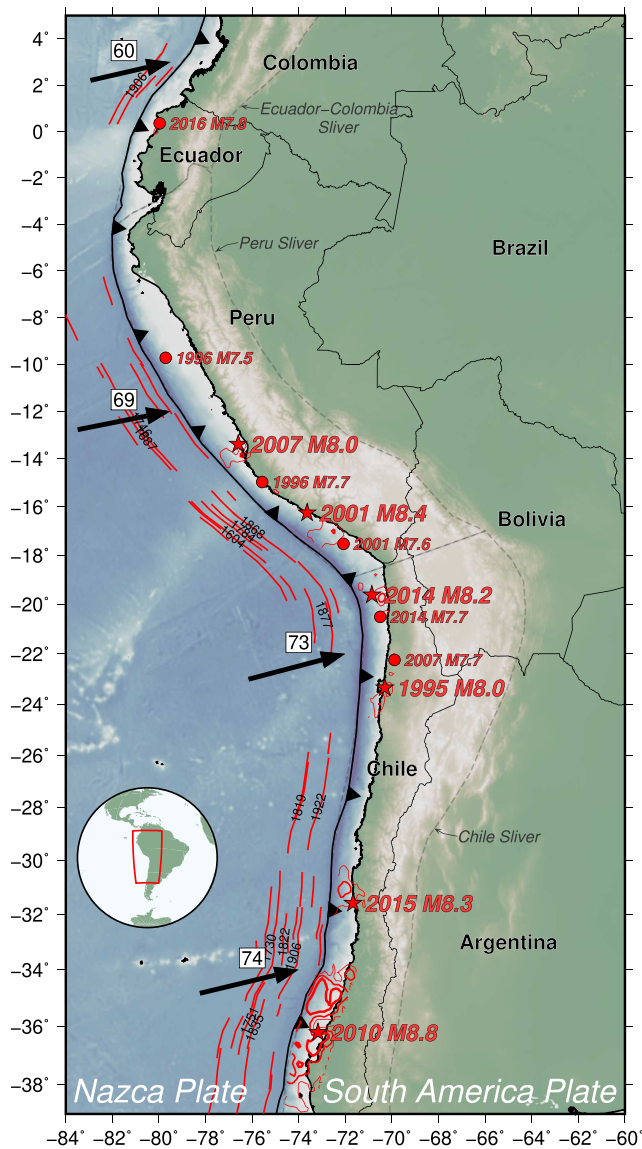 4°
2°
0°
−2°
−4°
−6°
−8°
−10°
−12°
−14°
−16°
−18°
−20°
−22°
−24°
−26°
−28°
−30°
−32°
−34°
−36°
−38°
60
1906
Colombia
Ecuador−Colombia
Sliver
2016 M7.8
Ecuador
Peru Sliver
Brazil
Peru
1996 M7.5
69
1746
1687
2007 M8.0
1996 M7.7
2001 M8.4
Bolivia
1868
1784
1604
2001 M7.6
2014 M8.2
1877
2014 M7.7
73
2007 M7.7
1995 M8.0
Chile
1819
1922
Chile Sliver
2015 M8.3
1730
1822
1906
Argentina
74
1751
1835
2010 M8.8
Nazca Plate
South America Plate
−84°
−82°
−80°
−78°
−76°
−74°
−72°
−70°
−68°
−66°
−64°
−62°
−60°